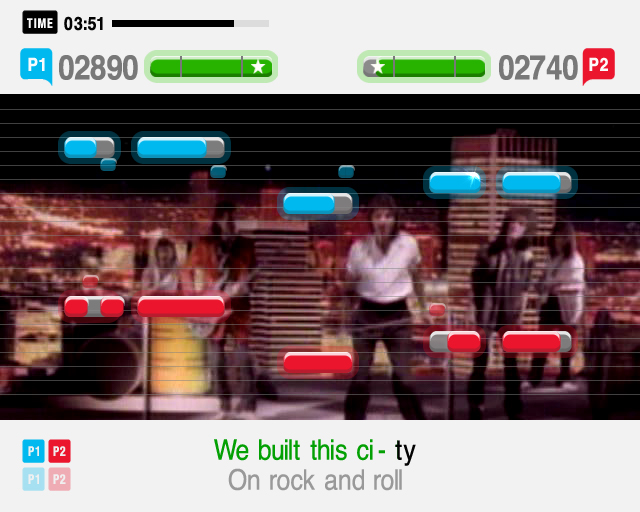 TIME 03:51
P1 02890 02740 P2
P1 P2 We built this ci - ty
P1 P2 On rock and roll